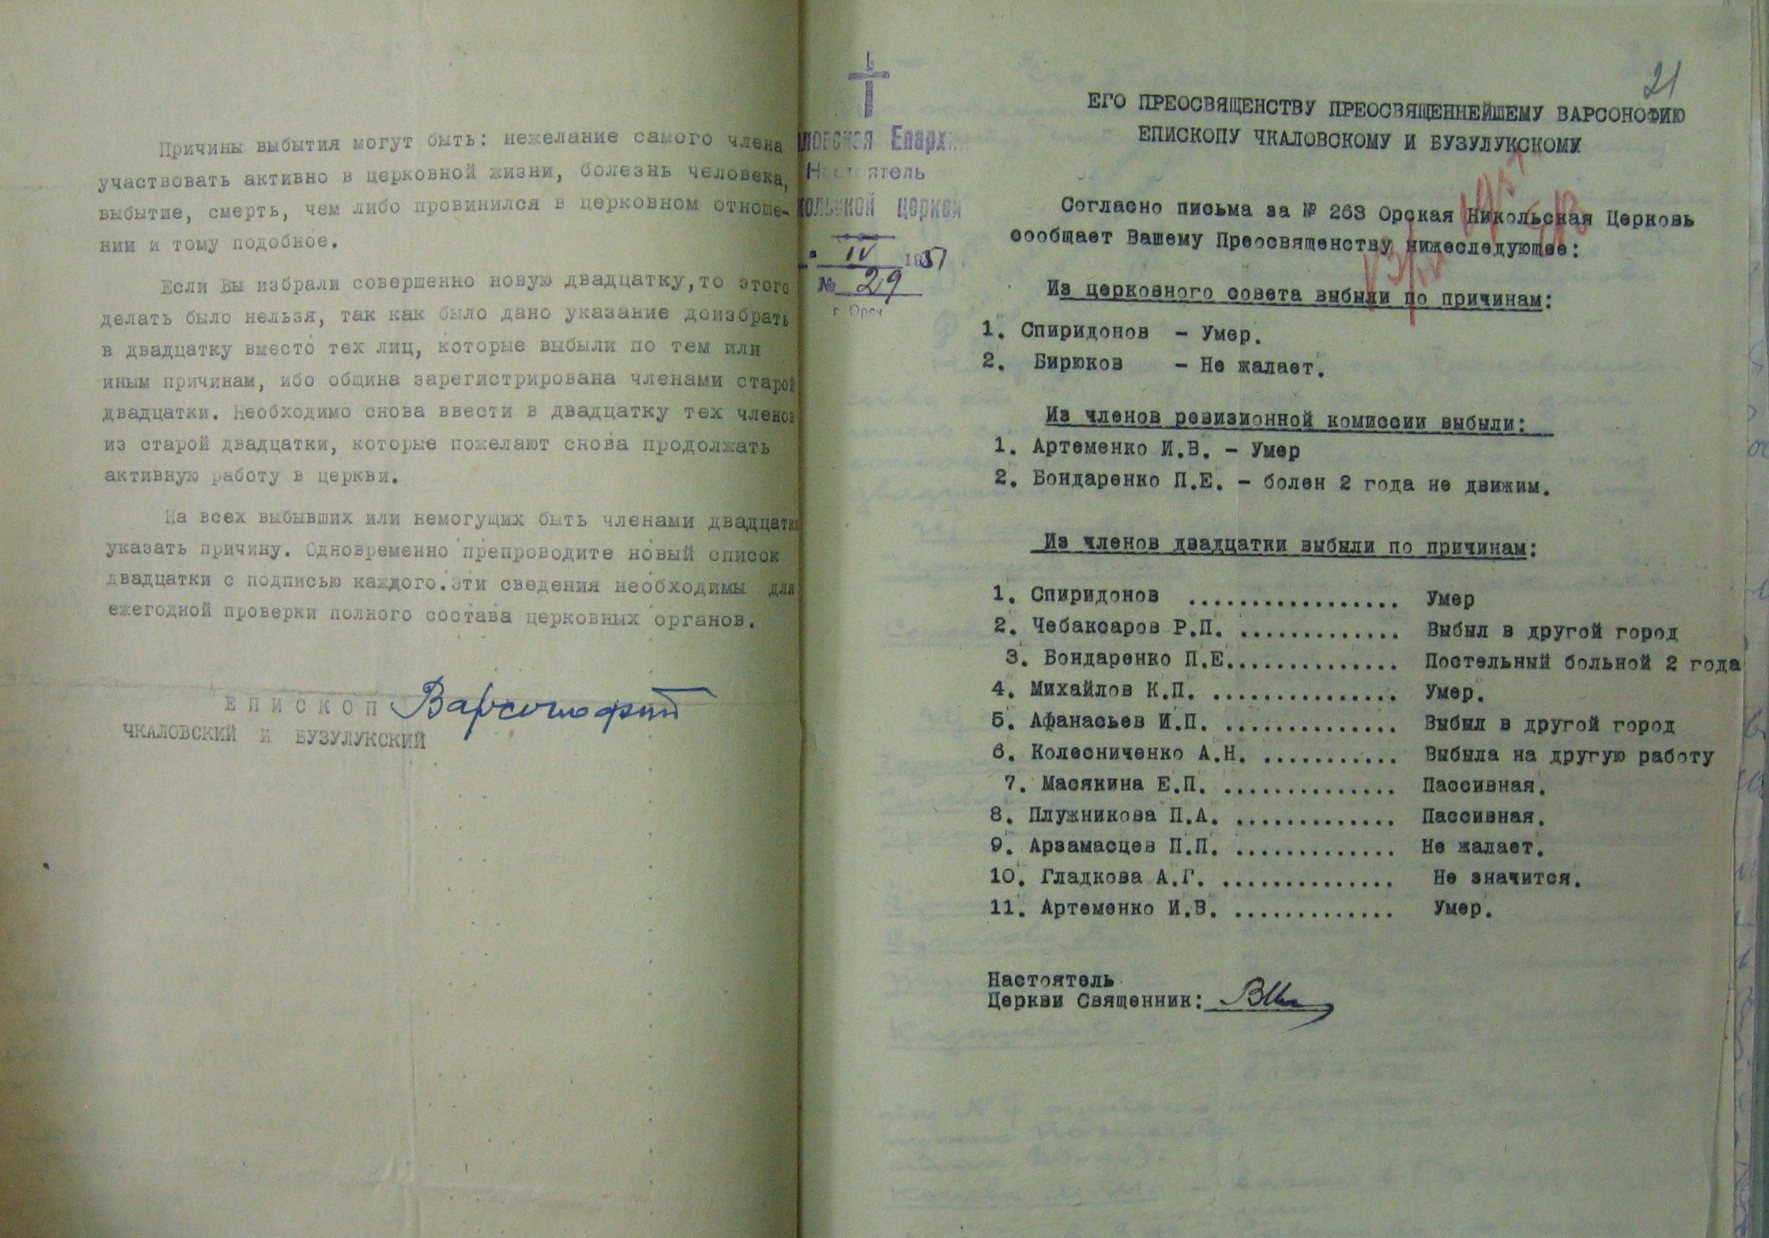 Причины выбытия могут быть: нежелание самого члена
участвовать активно в церковной жизни, болезнь человека,
выбытие, смерть, чем либо провинился в церковном отноше-
нии и тому подобное.
Если Вы избрали совершенно новую двадцатку, то этого
делать было нельзя, так как было дано указание доизбрать
в двадцатку вместо тех лиц, которые выбыли по тем или
иным причинам, ибо община зарегистрирована членами старой
двадцатки. Необходимо снова ввести в двадцатку тех членов
из старой двадцатки, которые пожелают снова продолжать
активную работу в церкви.
На всех выбывших или немогущих быть членами двадцатки
указать причину. Одновременно препроводите новый список
двадцатки с подписью каждого. Эти сведения необходимы для
ежегодной проверки полного состава церковных органов.
ЕПИСКОП Варсонофий
ЧКАЛОВСКИЙ И БУЗУЛУКСКИЙ
Епарх
ятель
церкви
IV 1951
№ 29
г. Орск
21
ЕГО ПРЕОСВЯЩЕНСТВУ ПРЕОСВЯЩЕННЕЙШЕМУ ВАРСОНОФИЮ
ЕПИСКОПУ ЧКАЛОВСКОМУ И БУЗУЛУКСКОМУ
Согласно письма за № 263 Орская Никольская Церковь
сообщает Вашему Преосвященству нижеследующее:
Из церковного совета выбыли по причинам:
1. Спиридонов - Умер.
2. Бирюков - Не жалает.
Из членов ревизионной комиссии выбыли:
1. Артеменко И.В. - Умер
2. Бондаренко П.Е. - болен 2 года не движим.
Из членов двадцатки выбыли по причинам:
1. Спиридонов ................. Умер
2. Чебаксаров Р.П. ............. Выбыл в другой город
3. Бондаренко П.Е.............. Постельный больной 2 года
4. Михайлов К.П. ............... Умер.
5. Афанасьев И.П. .............. Выбыл в другой город
6. Колесниченко А.Н. ........... Выбыла на другую работу
7. Масякина Е.П. .............. Пассивная.
8. Плужникова П.А. ............. Пассивная.
9. Арзамасцев П.П. ............. Не жалает.
10. Гладкова А.Г. .............. Не значится.
11. Артеменко И.В. ............. Умер.
Настоятель
Церкви Священник: